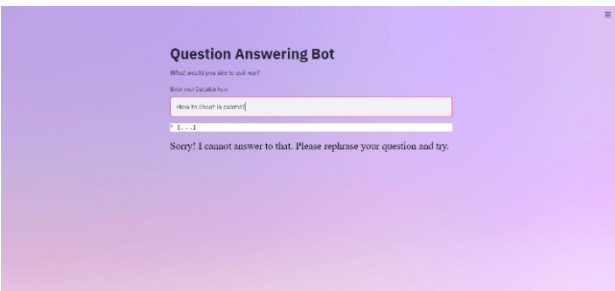 Question Answering Bot
What would you like to ask me?
Enter your Question here
How to cheat in exams?
{...}
Sorry! I cannot answer to that. Please rephrase your question and try.